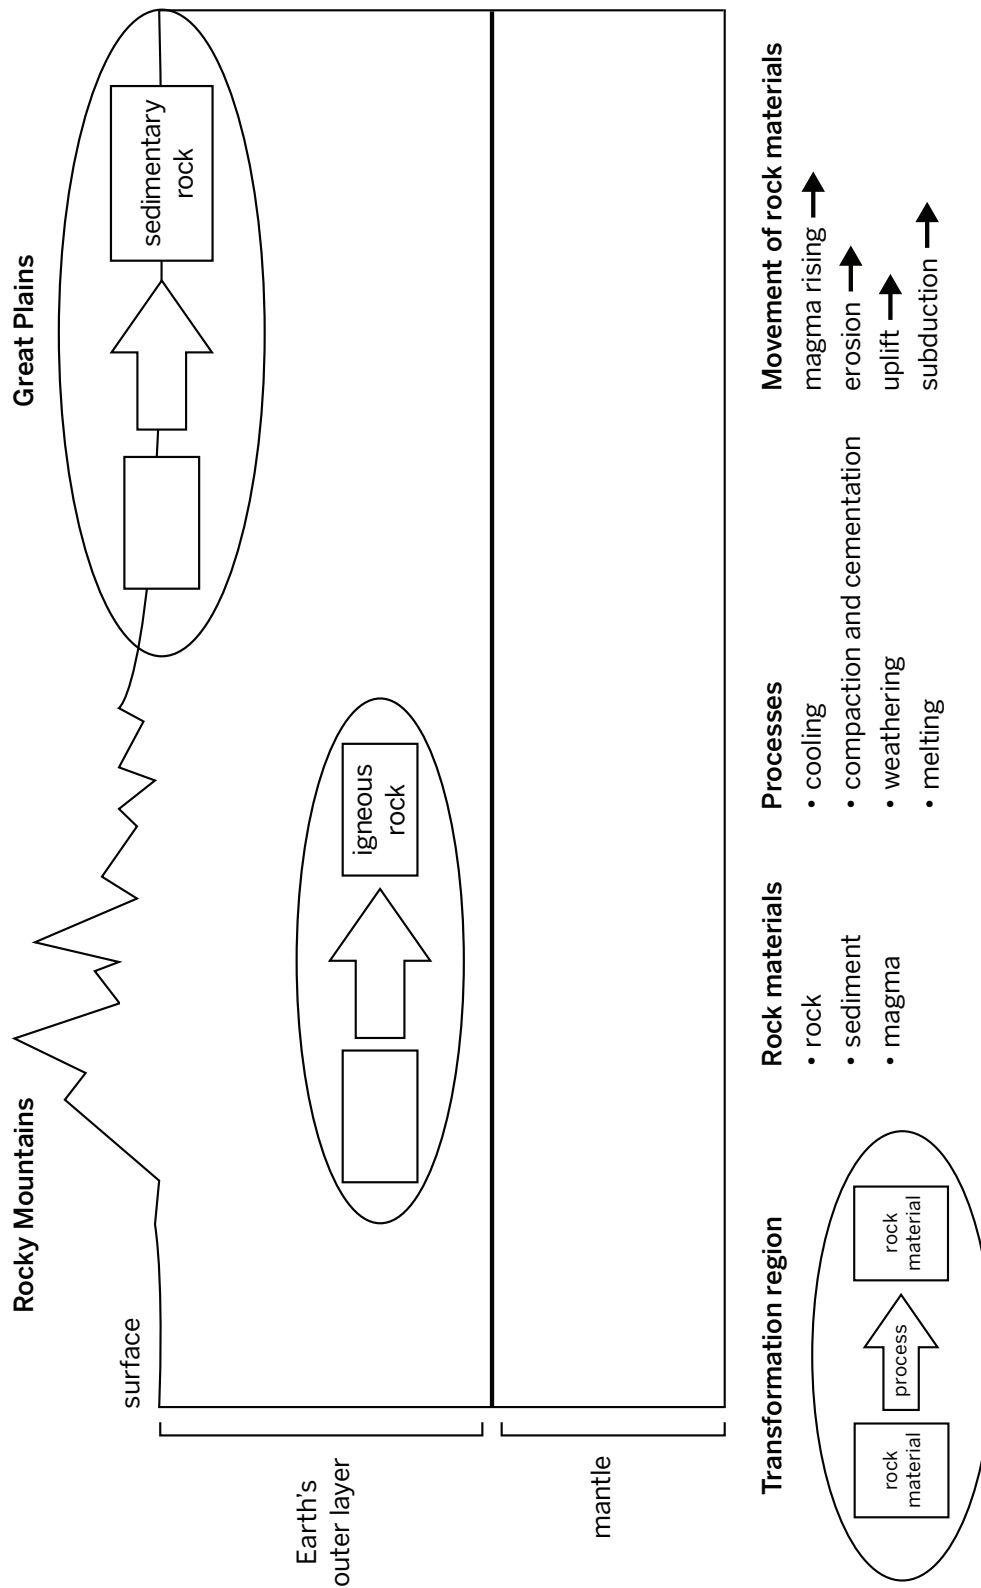 Rocky Mountains
Great Plains
surface
sedimentary
rock
igneous
rock
Earth's
outer layer
mantle
Transformation region
rock
material
process
rock
material
Rock materials
• rock
• sediment
• magma
Processes
• cooling
• compaction and cementation
• weathering
• melting
Movement of rock materials
magma rising
erosion
uplift
subduction